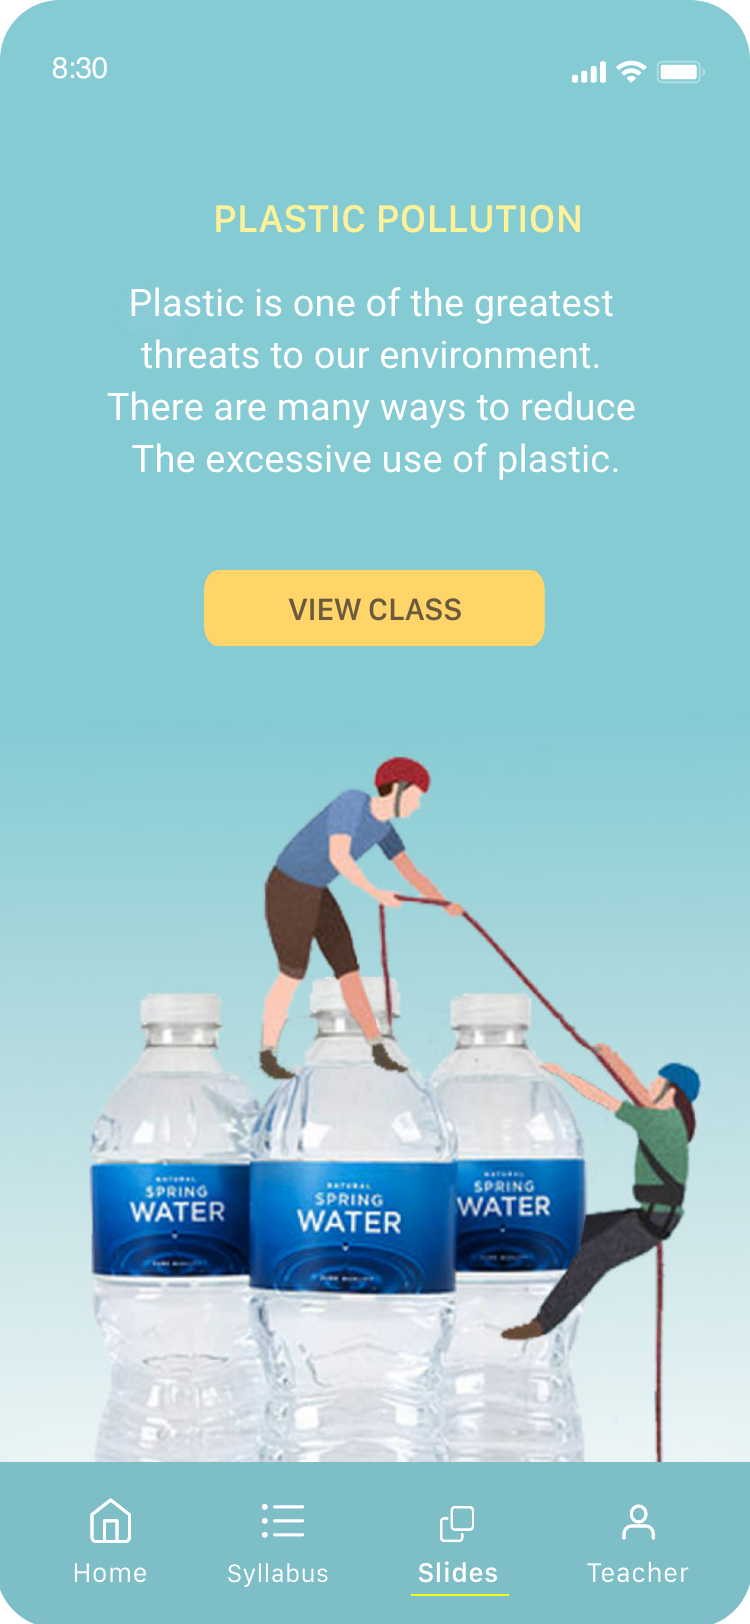 8:30
PLASTIC POLLUTION
Plastic is one of the greatest
threats to our environment.
There are many ways to reduce
The excessive use of plastic.
VIEW CLASS
NATURAL
SPRING
WATER
NATURAL
SPRING
WATER
NATURAL
SPRING
WATER
Home
Syllabus
Slides
Teacher